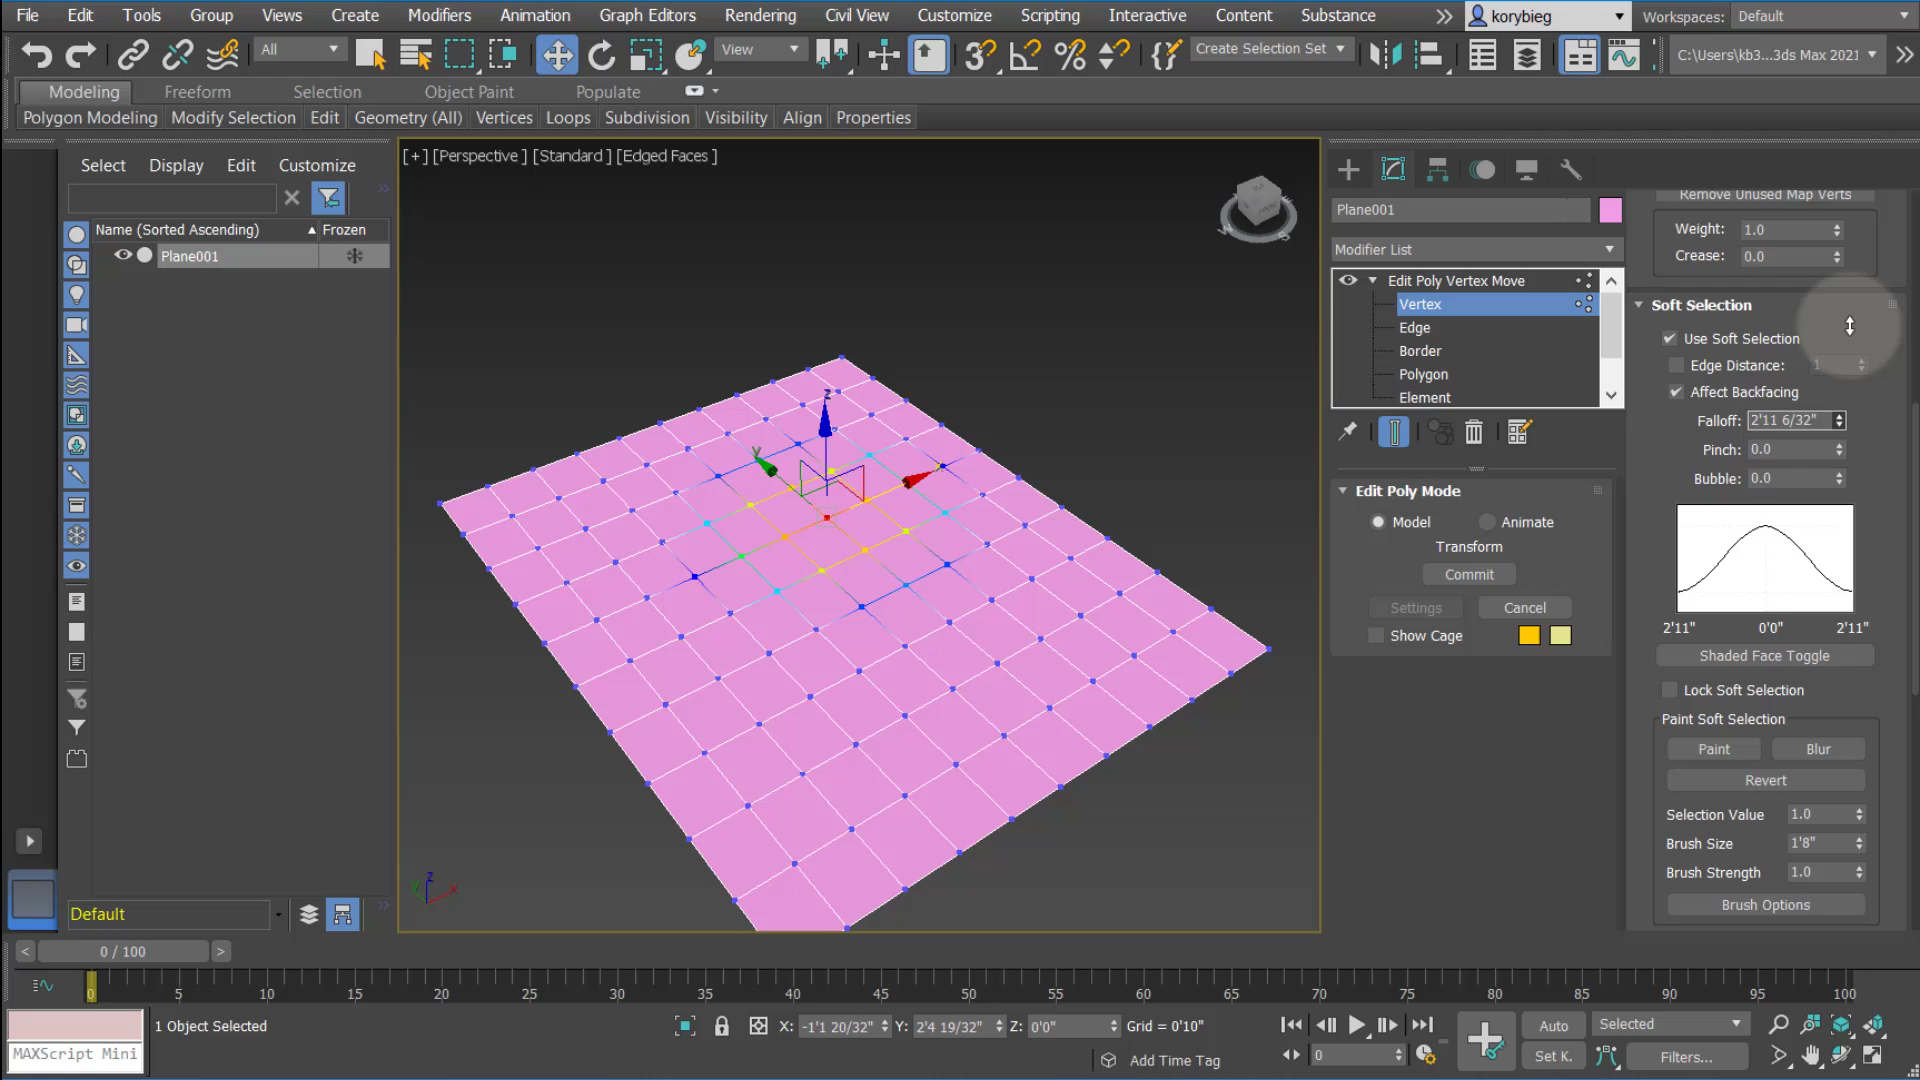 File Edit Tools Group Views Create Modifiers Animation Graph Editors Rendering Civil View Customize Scripting Interactive Content Substance korybieg Workspaces: Default
All View Create Selection Set C:\Users\kb3...3ds Max 2021
Modeling Freeform Selection Object Paint Populate
Polygon Modeling Modify Selection Edit Geometry (All) Vertices Loops Subdivision Visibility Align Properties
Select Display Edit Customize
Name (Sorted Ascending) Frozen
Plane001
[ + ] [Perspective ] [Standard ] [Edged Faces ]
z
y
z
x
Plane001
Modifier List
Edit Poly Vertex Move
Vertex
Edge
Border
Polygon
Element
Edit Poly Mode
Model Animate
Transform
Commit
Settings Cancel
Show Cage
Remove Unused Map Verts
Weight: 1.0
Crease: 0.0
Soft Selection
Use Soft Selection
Edge Distance: 1
Affect Backfacing
Falloff: 2'11 6/32"
Pinch: 0.0
Bubble: 0.0
2'11" 0'0" 2'11"
Shaded Face Toggle
Lock Soft Selection
Paint Soft Selection
Paint Blur
Revert
Selection Value 1.0
Brush Size 1'8"
Brush Strength 1.0
Brush Options
Default
0 / 100
0 5 10 15 20 25 30 35 40 45 50 55 60 65 70 75 80 85 90 95 100
1 Object Selected X: -1'1 20/32" Y: 2'4 19/32" Z: 0'0" Grid = 0'10" Auto Selected
MAXScript Mini Add Time Tag 0 Set K. Filters...